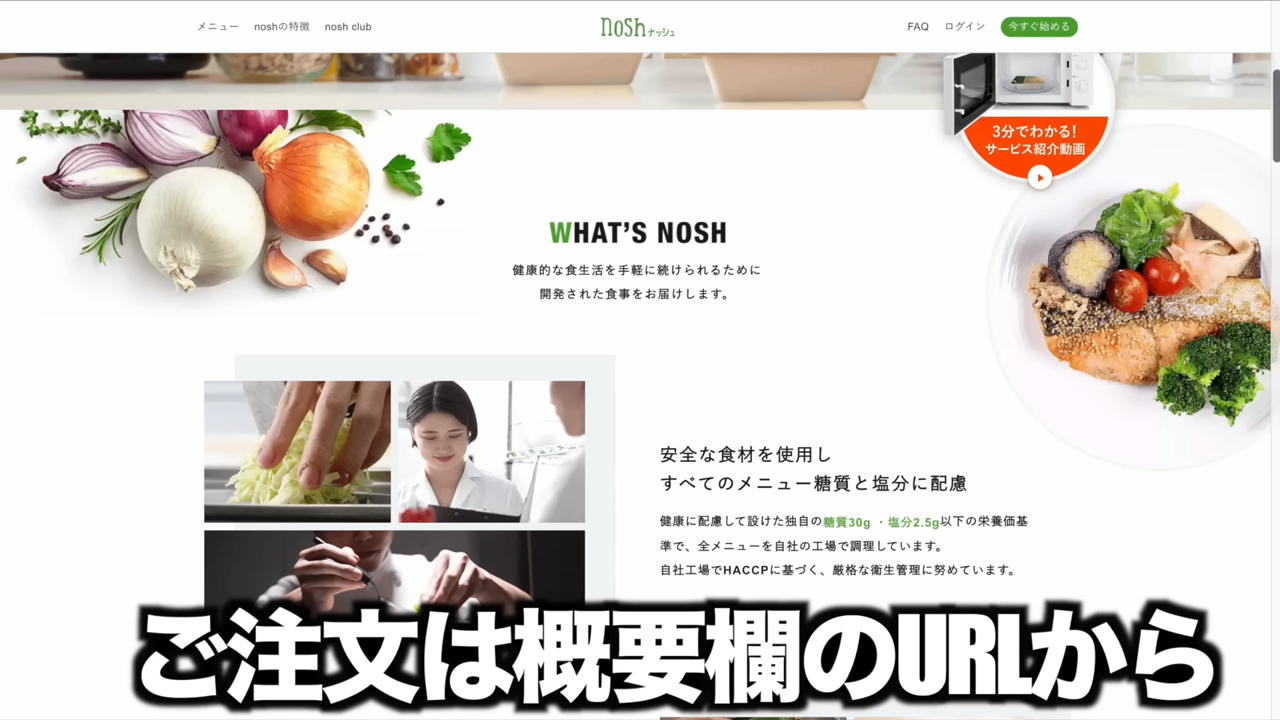 メニュー noshの特徴 nosh club
nosh ナッシュ
FAQ ログイン 今すぐ始める
3分でわかる!
サービス紹介動画
WHAT'S NOSH
健康的な食生活を手軽に続けられるために
開発された食事をお届けします。
安全な食材を使用し
すべてのメニュー糖質と塩分に配慮
健康に配慮して設けた独自の糖質30g ・塩分2.5g以下の栄養価基
準で、全メニューを自社の工場で調理しています。
自社工場でHACCPに基づく、厳格な衛生管理に努めています。
ご注文は概要欄のURLから